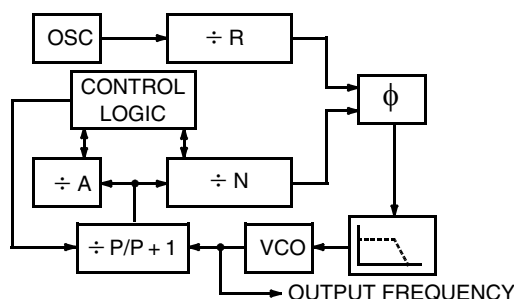 OSC
÷ R
CONTROL
LOGIC
ϕ
÷ A
÷ N
÷ P/P + 1
VCO
OUTPUT FREQUENCY